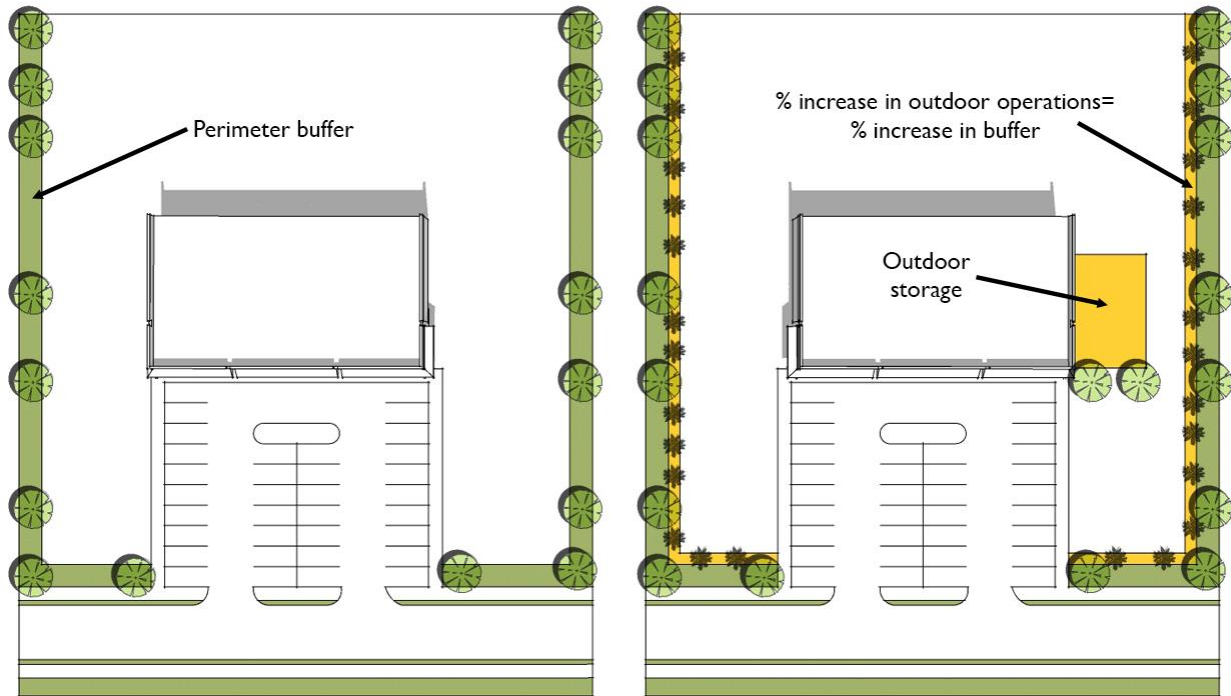 Perimeter buffer
% increase in outdoor operations=
% increase in buffer
Outdoor
storage